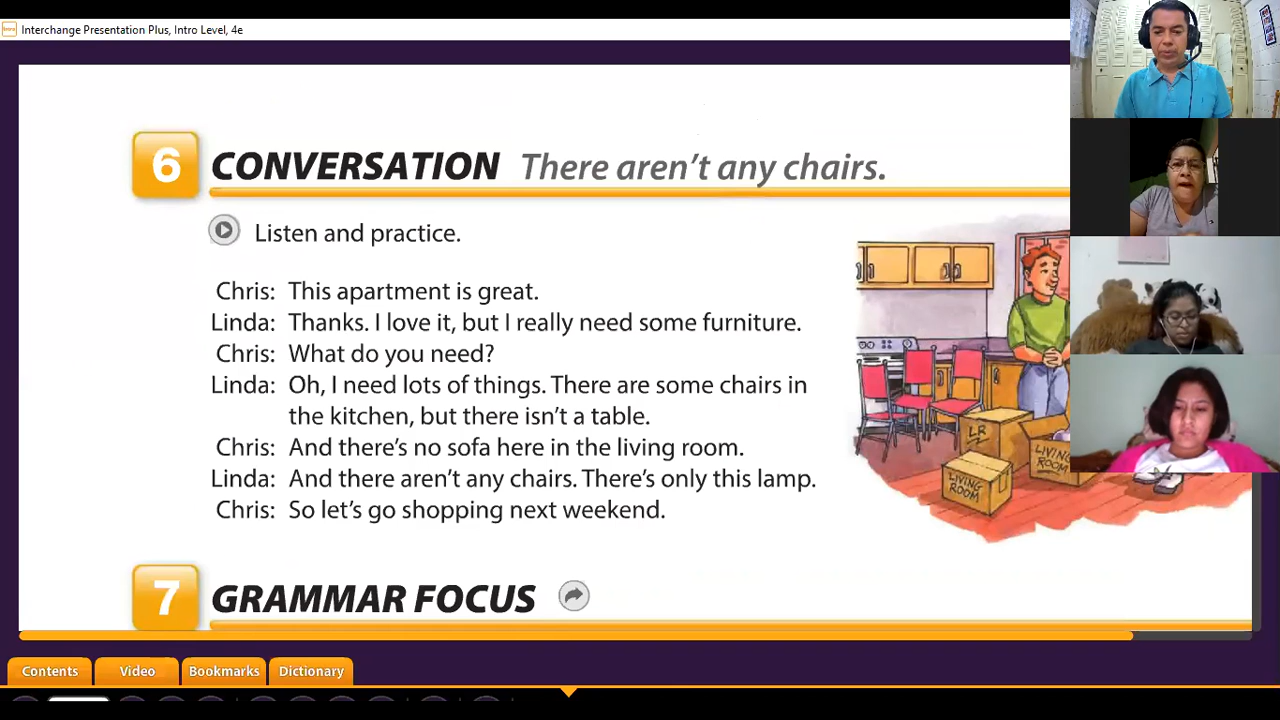 Interchange Presentation Plus, Intro Level, 4e
6 CONVERSATION There aren't any chairs.
Listen and practice.
Chris: This apartment is great.
Linda: Thanks. I love it, but I really need some furniture.
Chris: What do you need?
Linda: Oh, I need lots of things. There are some chairs in
the kitchen, but there isn't a table.
Chris: And there's no sofa here in the living room.
Linda: And there aren't any chairs. There's only this lamp.
Chris: So let's go shopping next weekend.
LR
LIVING ROOM
LIVING
ROOM
7 GRAMMAR FOCUS
Contents Video Bookmarks Dictionary